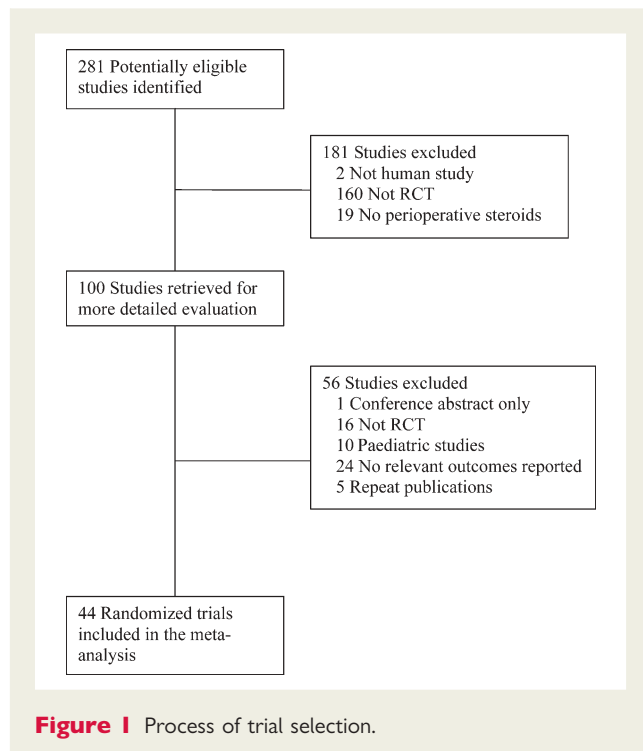 281 Potentially eligible
studies identified
181 Studies excluded
2 Not human study
160 Not RCT
19 No perioperative steroids
100 Studies retrieved for
more detailed evaluation
56 Studies excluded
1 Conference abstract only
16 Not RCT
10 Paediatric studies
24 No relevant outcomes reported
5 Repeat publications
44 Randomized trials
included in the meta-
analysis
Figure 1 Process of trial selection.